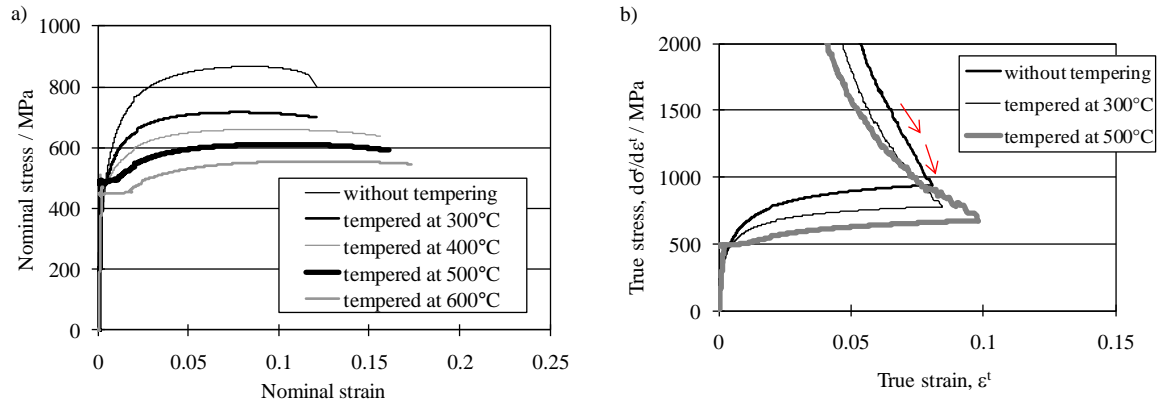 a)
Nominal stress / MPa
1000
800
600
400
200
0
0
0.05
0.1
0.15
0.2
0.25
Nominal strain
without tempering
tempered at 300°C
tempered at 400°C
tempered at 500°C
tempered at 600°C
b)
True stress, dσ/dεᵗ / MPa
2000
1500
1000
500
0
0
0.05
0.1
0.15
True strain, εᵗ
without tempering
tempered at 300°C
tempered at 500°C